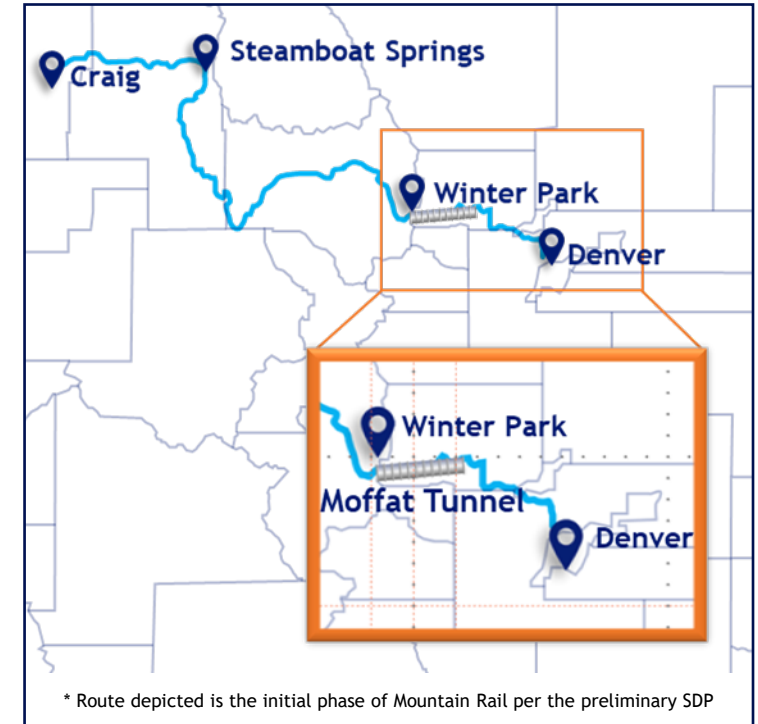 Steamboat Springs
Craig
Winter Park
Denver
Winter Park
Moffat Tunnel
Denver
* Route depicted is the initial phase of Mountain Rail per the preliminary SDP